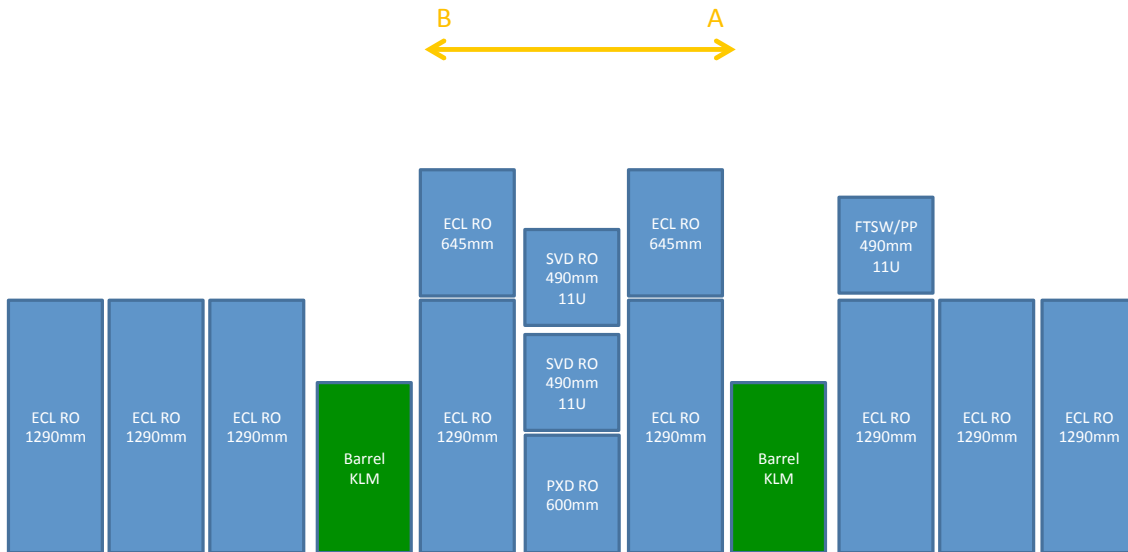 B
A
ECL RO
645mm
ECL RO
645mm
FTSW/PP
490mm
11U
SVD RO
490mm
11U
SVD RO
490mm
11U
ECL RO
1290mm
ECL RO
1290mm
ECL RO
1290mm
Barrel
KLM
ECL RO
1290mm
PXD RO
600mm
ECL RO
1290mm
Barrel
KLM
ECL RO
1290mm
ECL RO
1290mm
ECL RO
1290mm